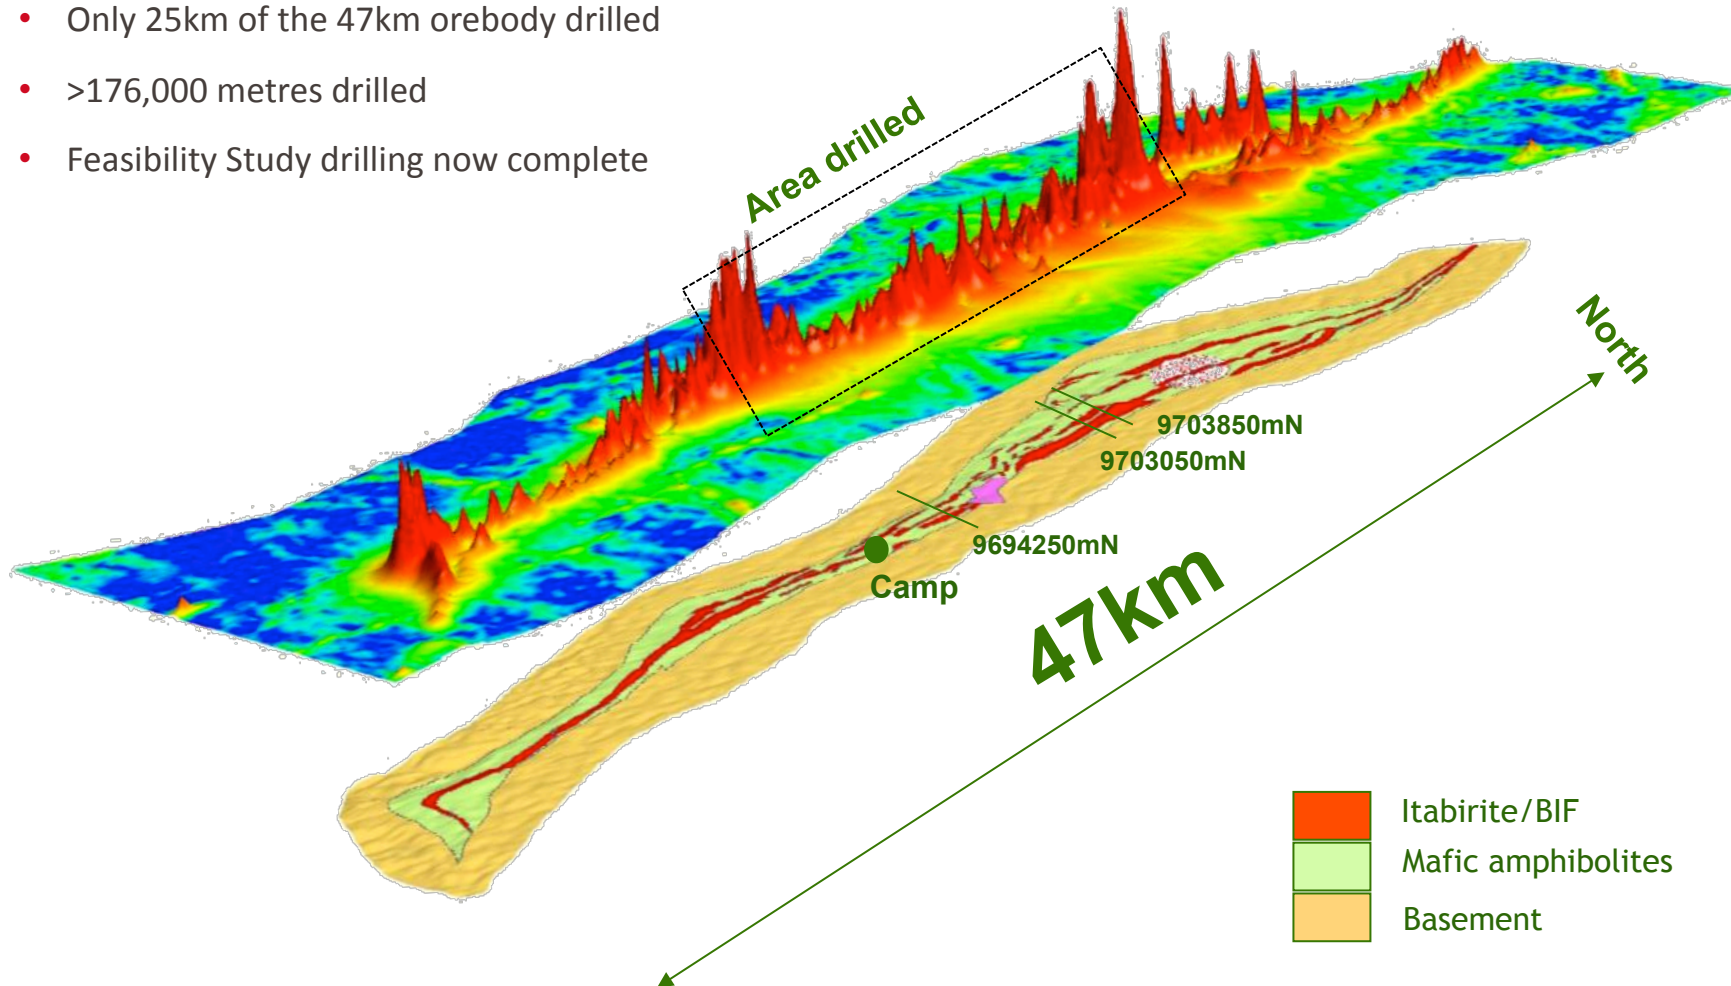 • Only 25km of the 47km orebody drilled
• >176,000 metres drilled
• Feasibility Study drilling now complete
Area drilled
North
9703850mN
9703050mN
9694250mN
Camp
47km
Itabirite/BIF
Mafic amphibolites
Basement